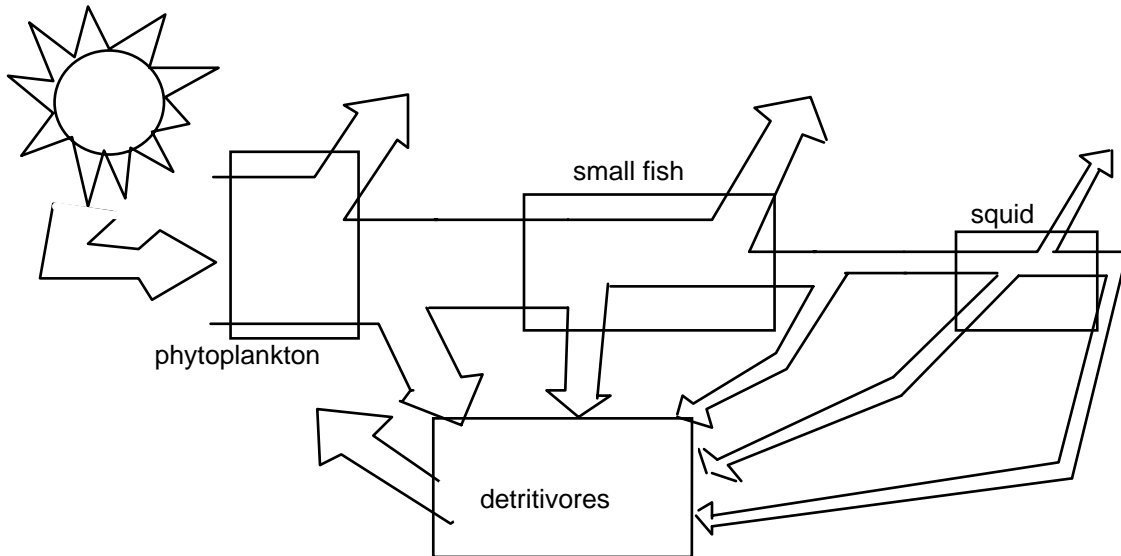 small fish
squid
phytoplankton
detritivores